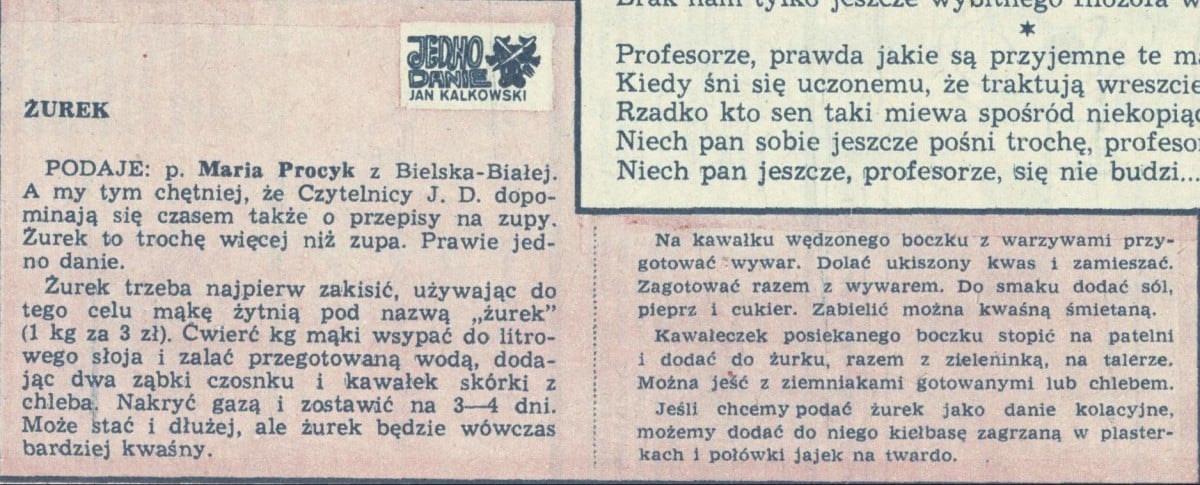 JEDNO
DANIE
JAN KALKOWSKI
ŻUREK
PODAJE: p. Maria Procyk z Bielska-Białej.
A my tym chętniej, że Czytelnicy J. D. dopo-
minają się czasem także o przepisy na zupy.
Żurek to trochę więcej niż zupa. Prawie jed-
no danie.
Żurek trzeba najpierw zakisić, używając do
tego celu mąkę żytnią pod nazwą „żurek”
(1 kg za 3 zł). Ćwierć kg mąki wsypać do litro-
wego słoja i zalać przegotowaną wodą, doda-
jąc dwa ząbki czosnku i kawałek skórki z
chleba. Nakryć gazą i zostawić na 3—4 dni.
Może stać i dłużej, ale żurek będzie wówczas
bardziej kwaśny.
Na kawałku wędzonego boczku z warzywami przy-
gotować wywar. Dolać ukiszony kwas i zamieszać.
Zagotować razem z wywarem. Do smaku dodać sól,
pieprz i cukier. Zabielić można kwaśną śmietaną.
Kawałeczek posiekanego boczku stopić na patelni
i dodać do żurku, razem z zieleninką, na talerze.
Można jeść z ziemniakami gotowanymi lub chlebem.
Jeśli chcemy podać żurek jako danie kolacyjne,
możemy dodać do niego kiełbasę zagrzaną w plaster-
kach i połówki jajek na twardo.
Brak nam tylko jeszcze wybitnego filozofa w
*
Profesorze, prawda jakie są przyjemne te ma
Kiedy śni się uczonemu, że traktują wreszcie
Rzadko kto sen taki miewa spośród niekopiąc
Niech pan sobie jeszcze pośni trochę, profesor
Niech pan jeszcze, profesorze, się nie budzi...